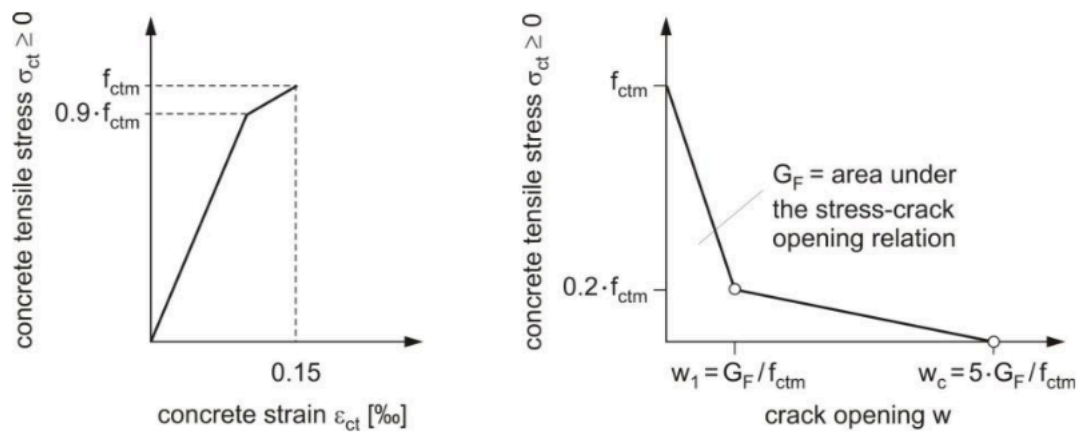 concrete tensile stress σct ≥ 0
fctm
0.9·fctm
0.15
concrete strain εct [‰]
concrete tensile stress σct ≥ 0
fctm
GF = area under
the stress-crack
opening relation
0.2·fctm
w1 = GF / fctm
wc = 5·GF / fctm
crack opening w